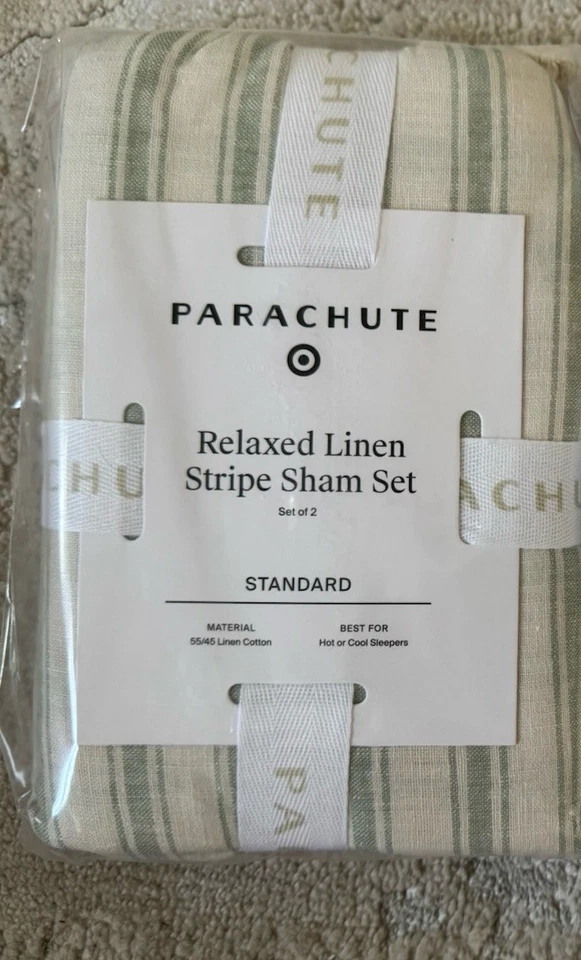 CHUTE
PARACHUTE
Relaxed Linen
Stripe Sham Set
Set of 2
CHU
ACHU
STANDARD
MATERIAL
55/45 Linen Cotton
BEST FOR
Hot or Cool Sleepers
PA